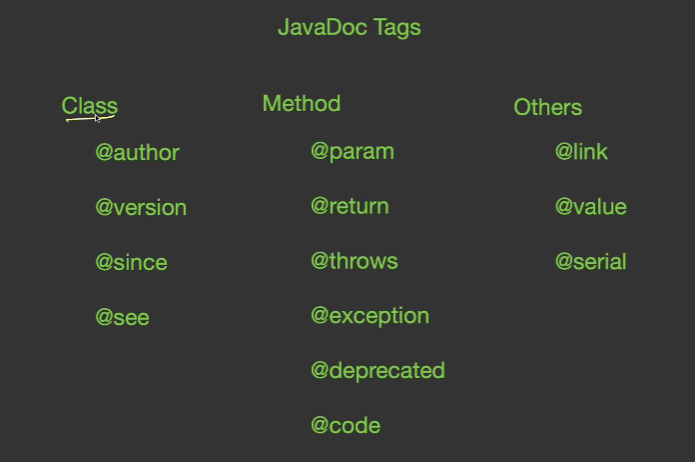 JavaDoc Tags
Class
@author
@version
@since
@see
Method
@param
@return
@throws
@exception
@deprecated
@code
Others
@link
@value
@serial